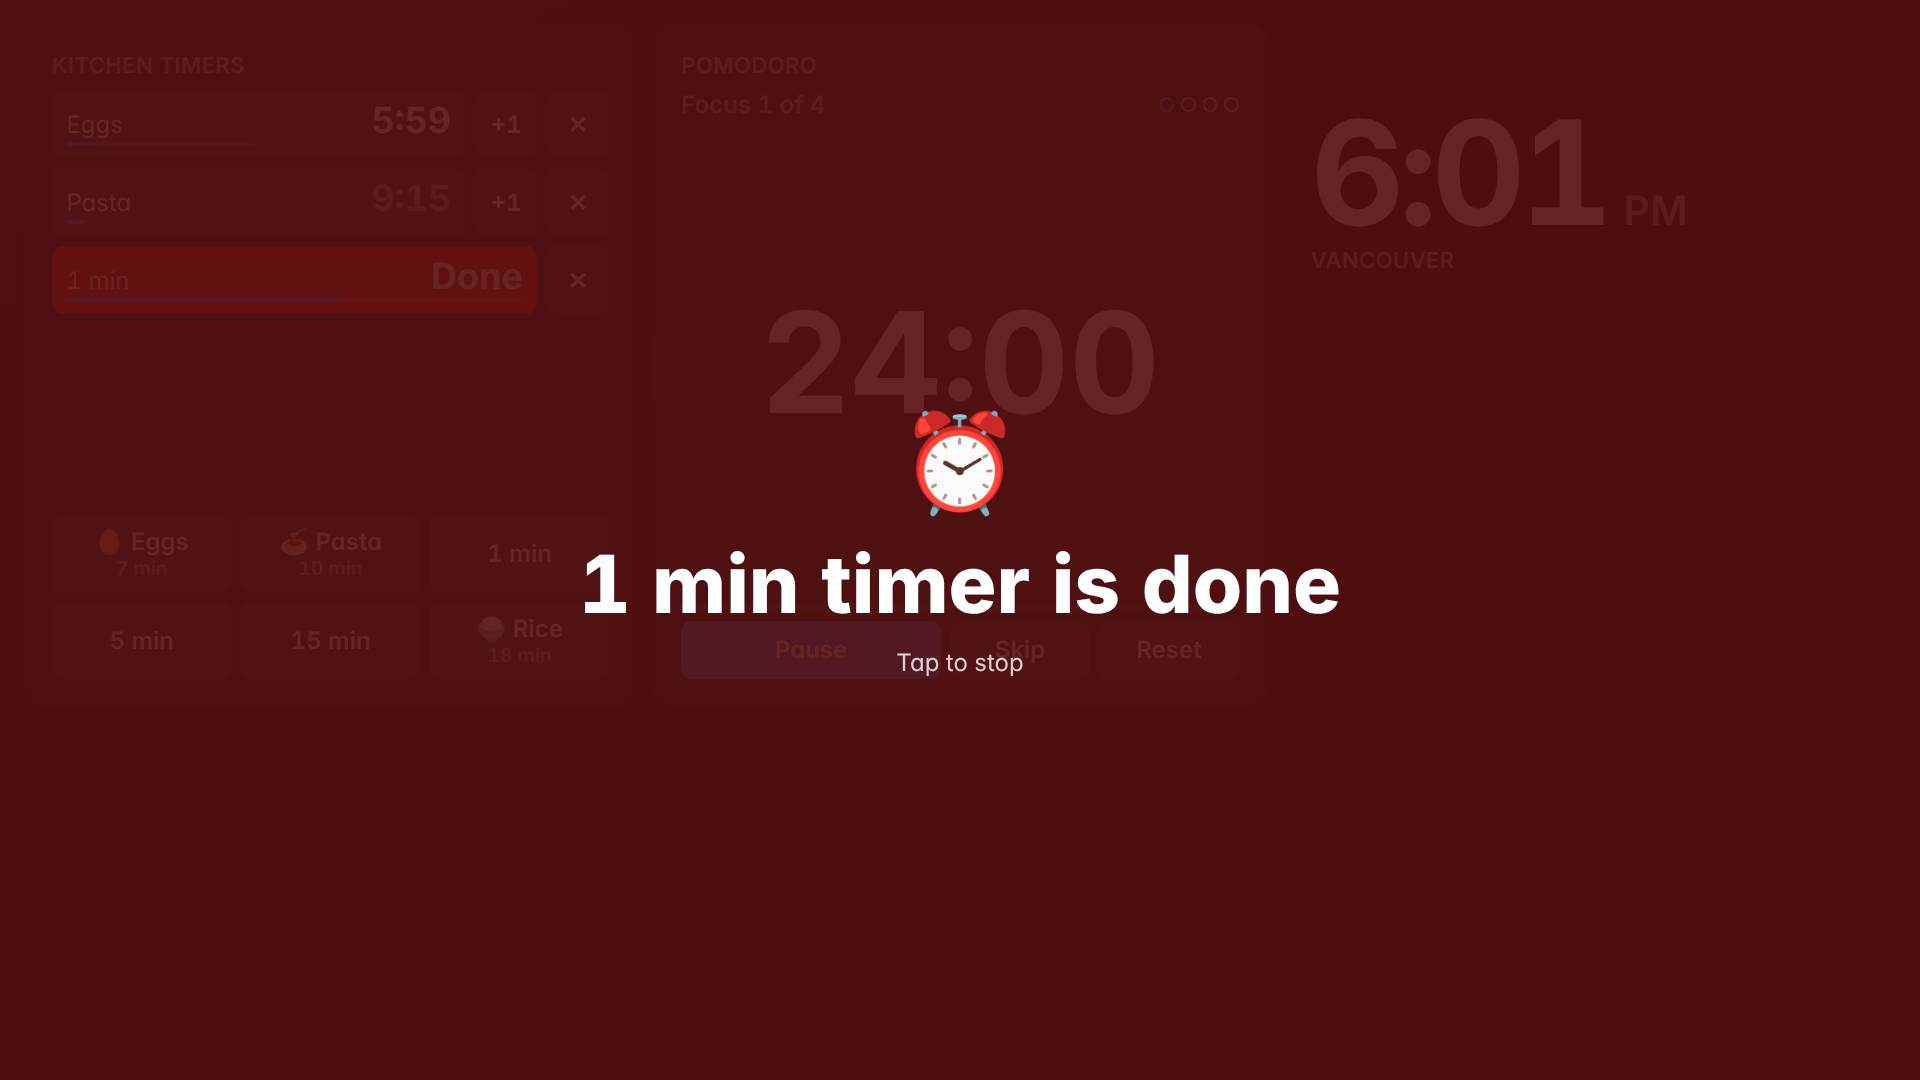 KITCHEN TIMERS
Eggs 5:59 +1 ×
Pasta 9:15 +1 ×
1 min Done ×
Eggs
7 min
Pasta
10 min
1 min
5 min
15 min
Rice
18 min
POMODORO
Focus 1 of 4
24:00
1 min timer is done
Pause Skip Reset
Tap to stop
6:01 PM
VANCOUVER